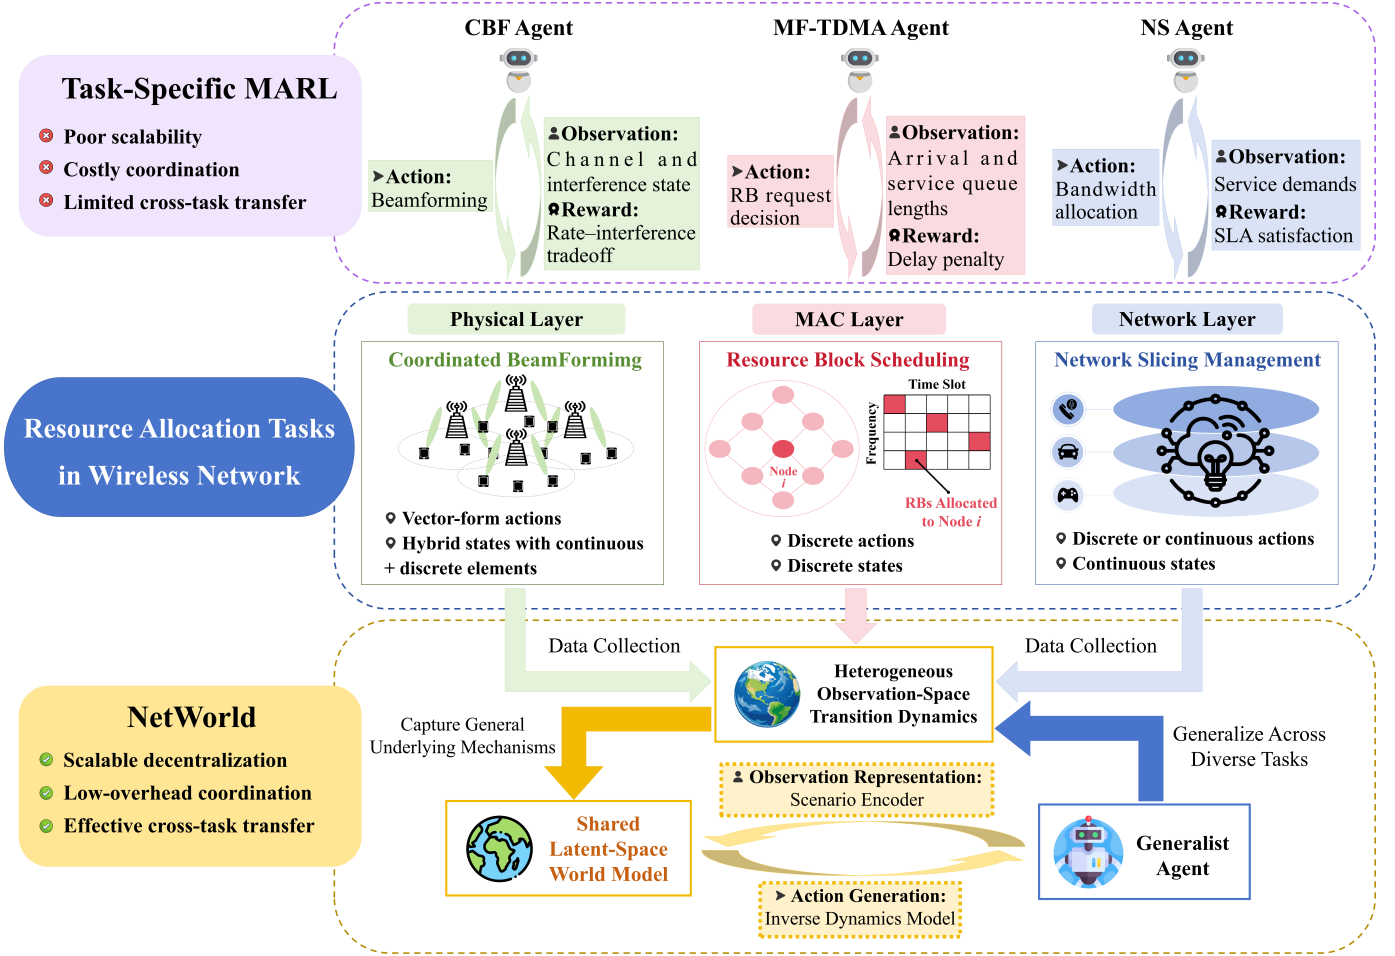 CBF Agent
MF-TDMA Agent
NS Agent
Task-Specific MARL
Poor scalability
Costly coordination
Limited cross-task transfer
Action:
Beamforming
Observation:
Channel and
interference state
Reward:
Rate–interference
tradeoff
Action:
RB request
decision
Observation:
Arrival and
service queue
lengths
Reward:
Delay penalty
Action:
Bandwidth
allocation
Observation:
Service demands
Reward:
SLA satisfaction
Resource Allocation Tasks
in Wireless Network
Physical Layer
Coordinated BeamFormimg
Vector-form actions
Hybrid states with continuous
+ discrete elements
MAC Layer
Resource Block Scheduling
Node
i
Time Slot
Frequency
RBs Allocated
to Node i
Discrete actions
Discrete states
Network Layer
Network Slicing Management
Discrete or continuous actions
Continuous states
NetWorld
Scalable decentralization
Low-overhead coordination
Effective cross-task transfer
Data Collection
Data Collection
Heterogeneous
Observation-Space
Transition Dynamics
Capture General
Underlying Mechanisms
Generalize Across
Diverse Tasks
Observation Representation:
Scenario Encoder
Shared
Latent-Space
World Model
Generalist
Agent
Action Generation:
Inverse Dynamics Model